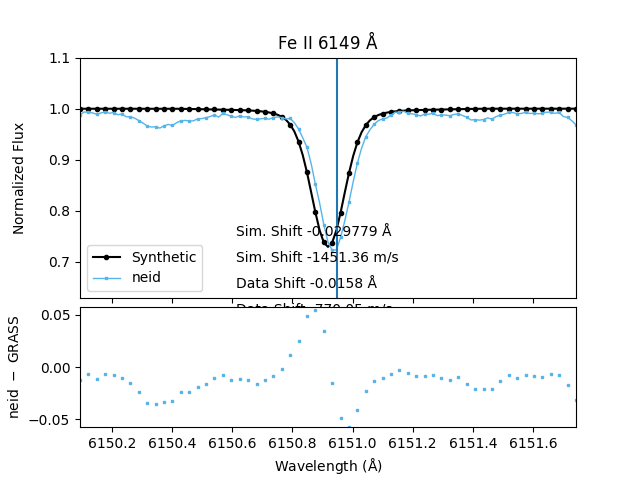 Fe II 6149 Å
1.1
1.0
0.9
0.8
0.7
Normalized Flux
Synthetic
neid
Sim. Shift -0.029779 Å
Sim. Shift -1451.36 m/s
Data Shift -0.0158 Å
Data Shift
0.05
0.00
−0.05
neid − GRASS
6150.2 6150.4 6150.6 6150.8 6151.0 6151.2 6151.4 6151.6
Wavelength (Å)